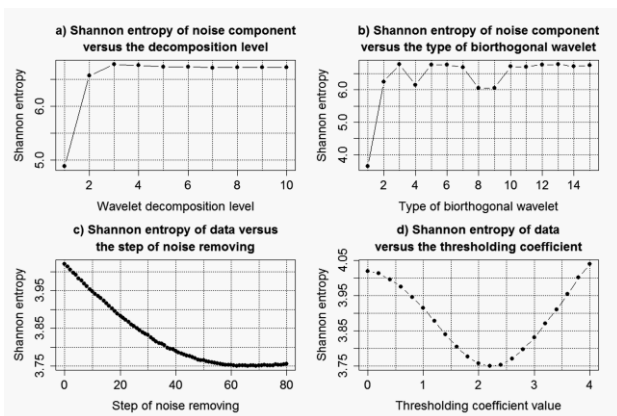 a) Shannon entropy of noise component
versus the decomposition level
Shannon entropy
5.0 6.0
2 4 6 8 10
Wavelet decomposition level
b) Shannon entropy of noise component
versus the type of biorthogonal wavelet
Shannon entropy
4.0 5.0 6.0
2 4 6 8 10 12 14
Type of biorthogonal wavelet
c) Shannon entropy of data versus
the step of noise removing
Shannon entropy
3.75 3.85 3.95
0 20 40 60 80
Step of noise removing
d) Shannon entropy of data
versus the thresholding coefficient
Shannon entropy
3.75 3.85 3.95 4.05
0 1 2 3 4
Thresholding coefficient value